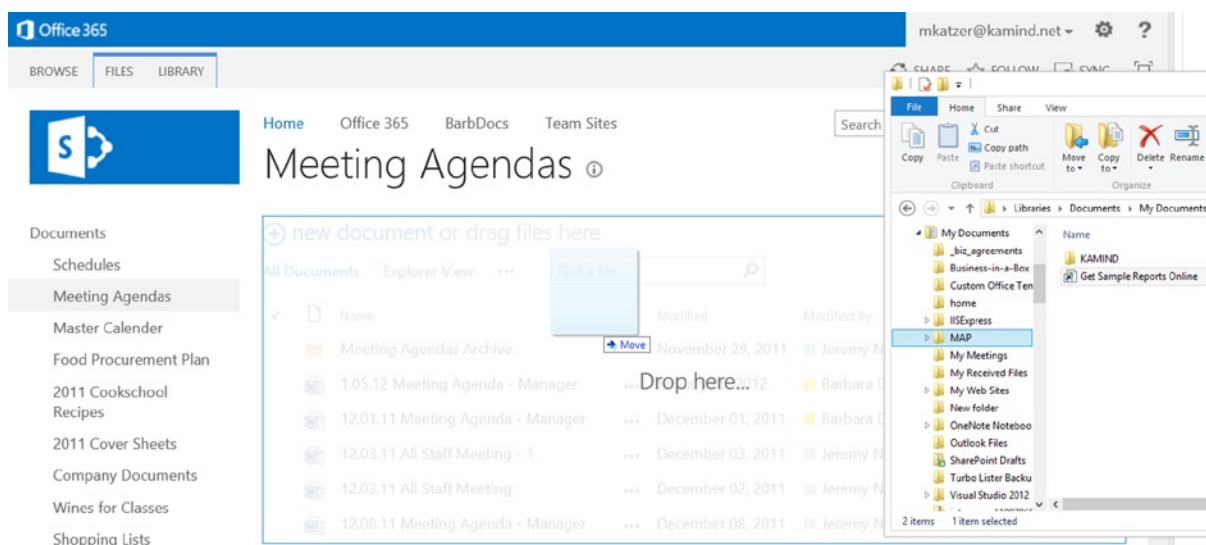 Office 365
mkatzer@kamind.net
?
BROWSE FILES LIBRARY
SHARE FOLLOW SYNC
S
Home Office 365 BarbDocs Team Sites
Search
Meeting Agendas
Documents
Schedules
Meeting Agendas
Master Calender
Food Procurement Plan
2011 Cookschool
Recipes
2011 Cover Sheets
Company Documents
Wines for Classes
Shopping Lists
new document or drag files here
All Documents Explorer View ••• Find a file
Name Modified Modified By
Meeting Agendas Archive November 29, 2011 Jeremy N
1.05.12 Meeting Agenda - Manager ••• 2012 Barbara D
12.01.11 Meeting Agenda - Manager ••• December 01, 2011 Barbara D
12.03.11 All Staff Meeting - 1 ••• December 03, 2011 Jeremy N
12.03.11 All Staff Meeting ••• December 02, 2011 Jeremy N
12.08.11 Meeting Agenda - Manager ••• December 08, 2011 Jeremy N
Move
Drop here...
File Home Share View
Copy Paste Cut
Copy path
Paste shortcut
Move to Copy to Delete Rename
Clipboard Organize
Libraries Documents My Documents
My Documents
_biz_agreements
Business-in-a-Box
Custom Office Ten
home
IISExpress
MAP
My Meetings
My Received Files
My Web Sites
New folder
OneNote Noteboo
Outlook Files
SharePoint Drafts
Turbo Lister Backu
Visual Studio 2012
Name
KAMIND
Get Sample Reports Online
2 items 1 item selected